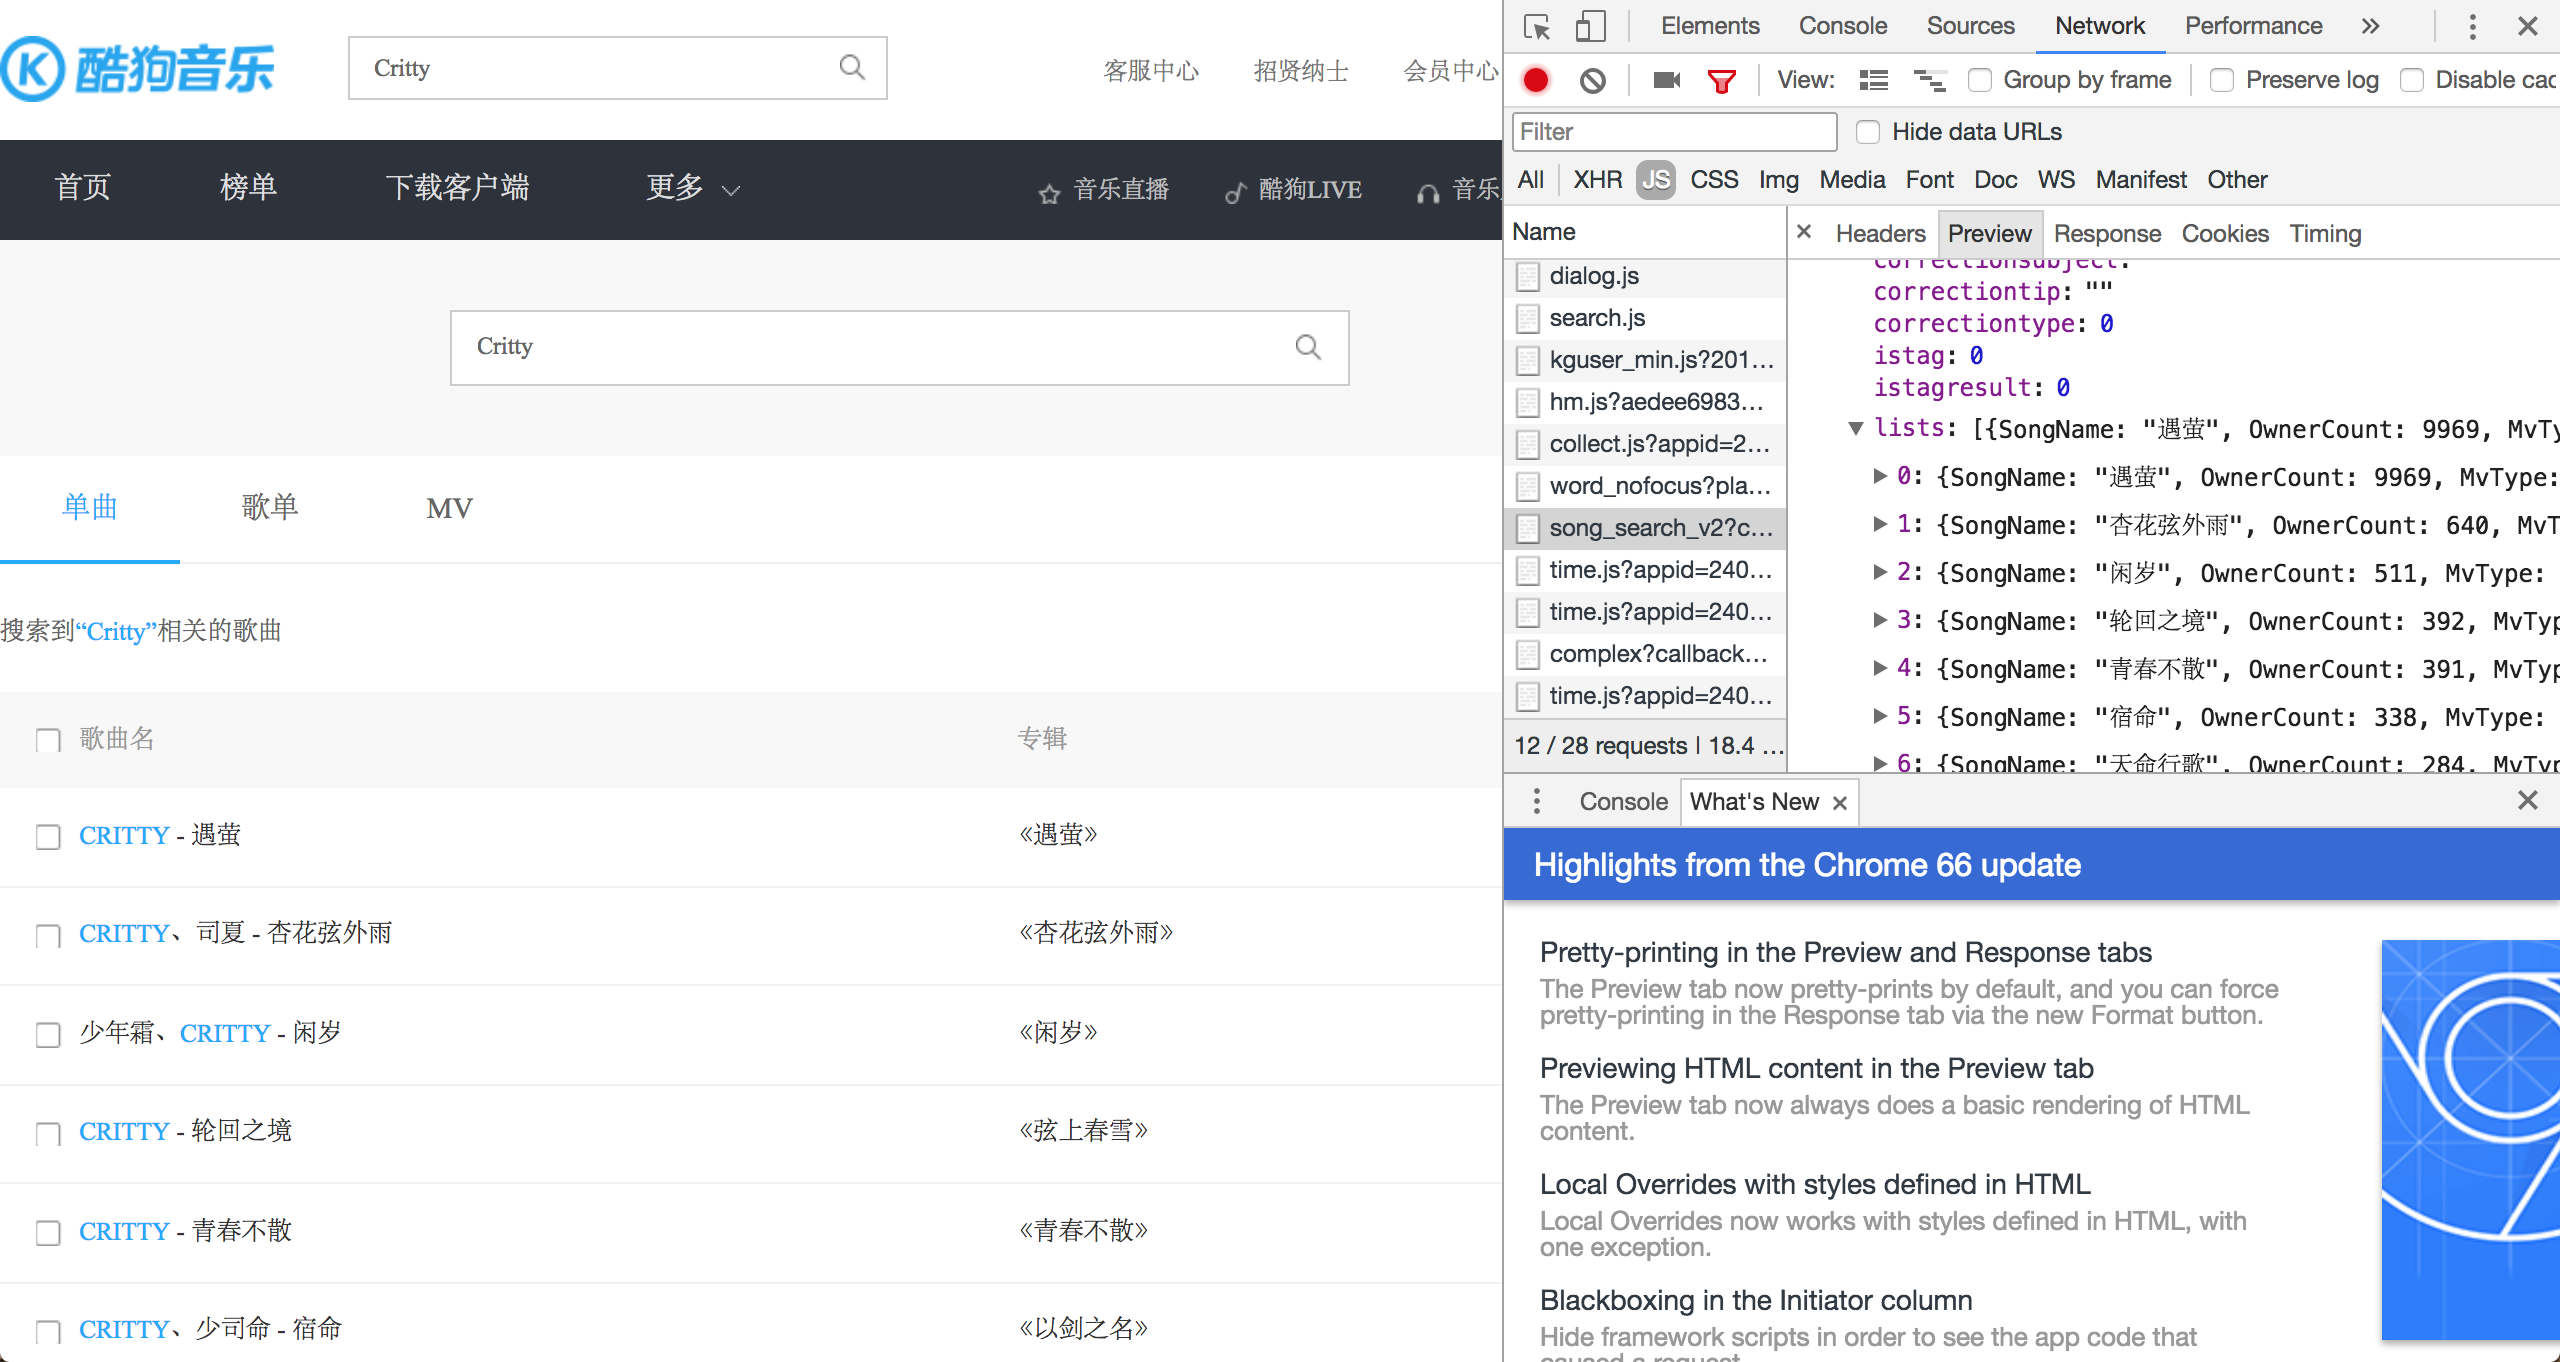 酷狗音乐
Critty
客服中心 招贤纳士 会员中心
首页 榜单 下载客户端 更多 音乐直播 酷狗LIVE 音乐
Critty
单曲 歌单 MV
搜索到“Critty”相关的歌曲
歌曲名 专辑
CRITTY - 遇萤 《遇萤》
CRITTY、司夏 - 杏花弦外雨 《杏花弦外雨》
少年霜、CRITTY - 闲岁 《闲岁》
CRITTY - 轮回之境 《弦上春雪》
CRITTY - 青春不散 《青春不散》
CRITTY、少司命 - 宿命 《以剑之名》
Elements Console Sources Network Performance »
View: Group by frame Preserve log Disable cac
Filter Hide data URLs
All XHR JS CSS Img Media Font Doc WS Manifest Other
Name
dialog.js
search.js
kguser_min.js?201…
hm.js?aedee6983…
collect.js?appid=2…
word_nofocus?pla…
song_search_v2?c…
time.js?appid=240…
time.js?appid=240…
complex?callback…
time.js?appid=240…
12 / 28 requests | 18.4 …
× Headers Preview Response Cookies Timing
correctionsubject:
correctiontip: ""
correctiontype: 0
istag: 0
istagresult: 0
▼ lists: [{SongName: "遇萤", OwnerCount: 9969, MvTy
▶ 0: {SongName: "遇萤", OwnerCount: 9969, MvType:
▶ 1: {SongName: "杏花弦外雨", OwnerCount: 640, MvT
▶ 2: {SongName: "闲岁", OwnerCount: 511, MvType:
▶ 3: {SongName: "轮回之境", OwnerCount: 392, MvTyp
▶ 4: {SongName: "青春不散", OwnerCount: 391, MvTyp
▶ 5: {SongName: "宿命", OwnerCount: 338, MvType:
▶ 6: {SongName: "天命行歌", OwnerCount: 284, MvTyp
Console What's New ×
Highlights from the Chrome 66 update
Pretty-printing in the Preview and Response tabs
The Preview tab now pretty-prints by default, and you can force
pretty-printing in the Response tab via the new Format button.
Previewing HTML content in the Preview tab
The Preview tab now always does a basic rendering of HTML
content.
Local Overrides with styles defined in HTML
Local Overrides now works with styles defined in HTML, with
one exception.
Blackboxing in the Initiator column
Hide framework scripts in order to see the app code that
caused a request.